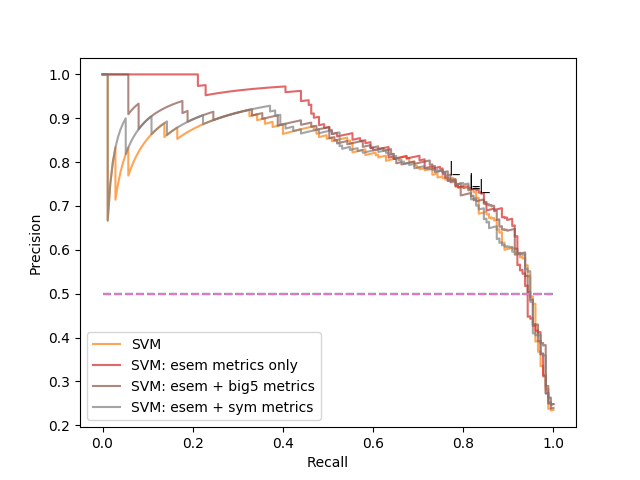 1.0
0.9
0.8
0.7
0.6
0.5
0.4
0.3
0.2
Precision
SVM
SVM: esem metrics only
SVM: esem + big5 metrics
SVM: esem + sym metrics
0.0 0.2 0.4 0.6 0.8 1.0
Recall